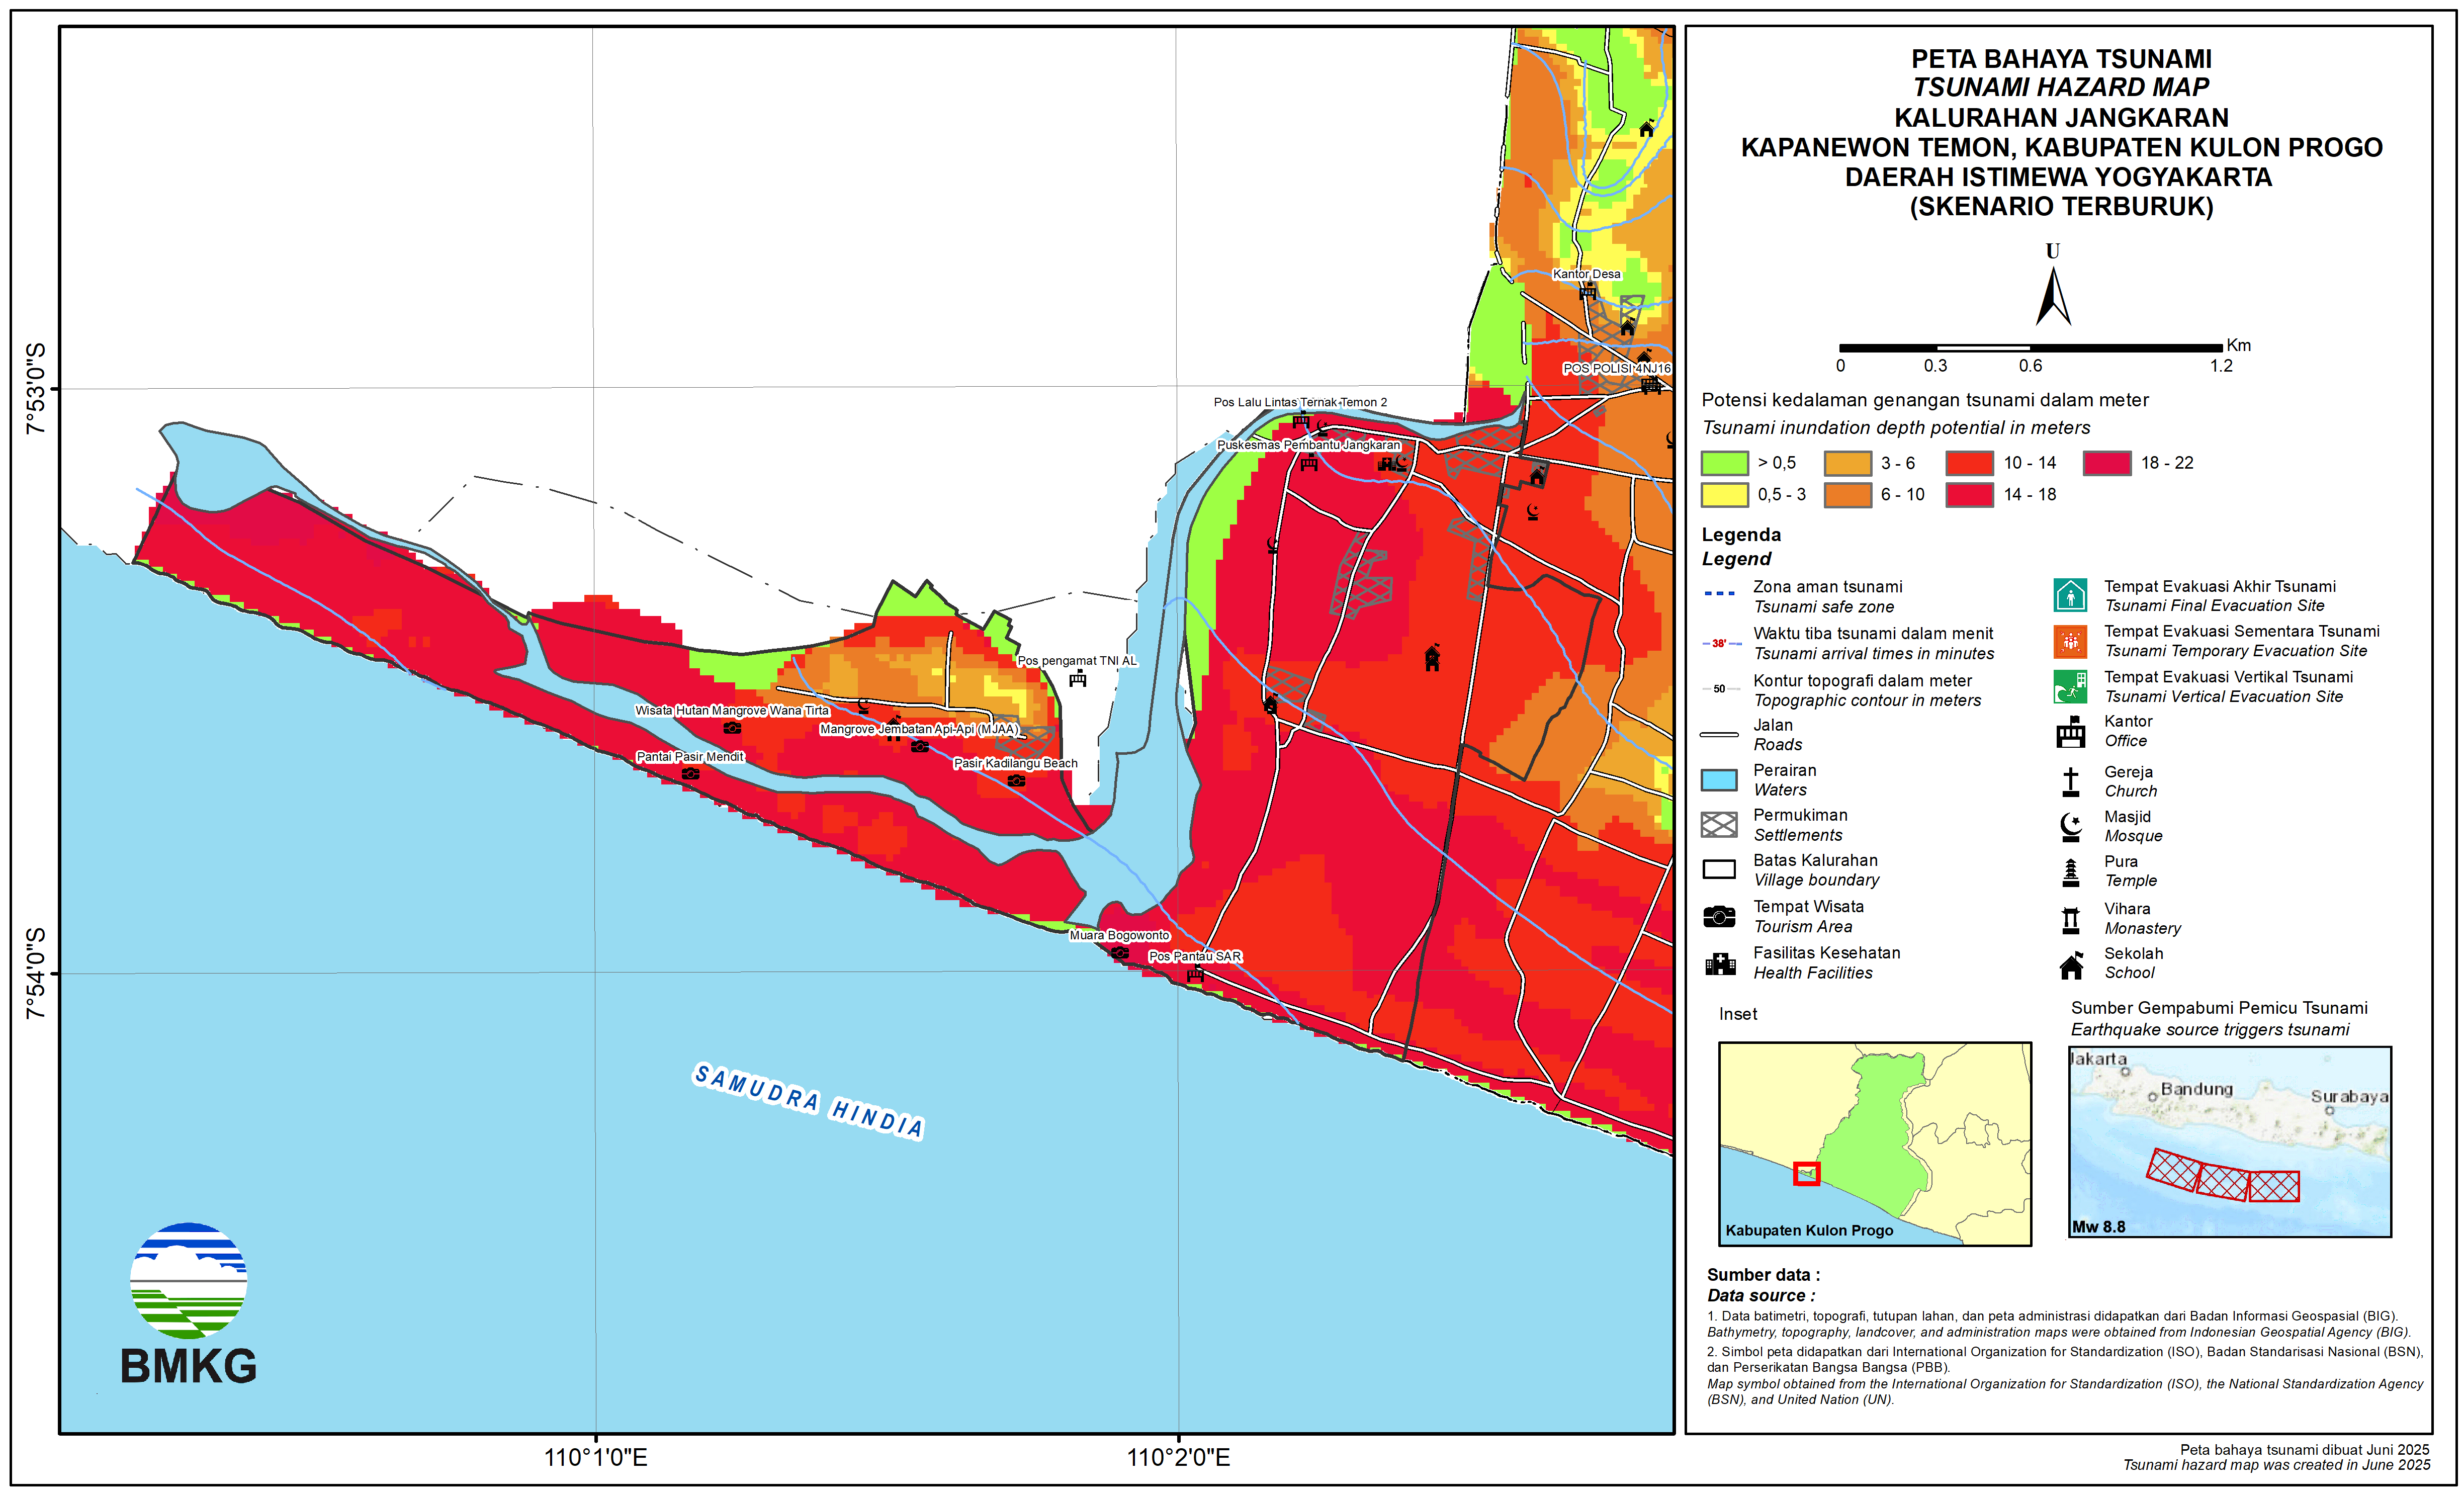 PETA BAHAYA TSUNAMI
TSUNAMI HAZARD MAP
KALURAHAN JANGKARAN
KAPANEWON TEMON, KABUPATEN KULON PROGO
DAERAH ISTIMEWA YOGYAKARTA
(SKENARIO TERBURUK)
U
Km
0 0.3 0.6 1.2
Potensi kedalaman genangan tsunami dalam meter
Tsunami inundation depth potential in meters
> 0,5 3 - 6 10 - 14 18 - 22
0,5 - 3 6 - 10 14 - 18
Legenda
Legend
Zona aman tsunami
Tsunami safe zone
38'
Waktu tiba tsunami dalam menit
Tsunami arrival times in minutes
50
Kontur topografi dalam meter
Topographic contour in meters
Jalan
Roads
Perairan
Waters
Permukiman
Settlements
Batas Kalurahan
Village boundary
Tempat Wisata
Tourism Area
Fasilitas Kesehatan
Health Facilities
Tempat Evakuasi Akhir Tsunami
Tsunami Final Evacuation Site
Tempat Evakuasi Sementara Tsunami
Tsunami Temporary Evacuation Site
Tempat Evakuasi Vertikal Tsunami
Tsunami Vertical Evacuation Site
Kantor
Office
Gereja
Church
Masjid
Mosque
Pura
Temple
Vihara
Monastery
Sekolah
School
Inset
Kabupaten Kulon Progo
Sumber Gempabumi Pemicu Tsunami
Earthquake source triggers tsunami
Jakarta
Bandung
Surabaya
Mw 8.8
Sumber data :
Data source :
1. Data batimetri, topografi, tutupan lahan, dan peta administrasi didapatkan dari Badan Informasi Geospasial (BIG).
Bathymetry, topography, landcover, and administration maps were obtained from Indonesian Geospatial Agency (BIG).
2. Simbol peta didapatkan dari International Organization for Standardization (ISO), Badan Standarisasi Nasional (BSN),
dan Perserikatan Bangsa Bangsa (PBB).
Map symbol obtained from the International Organization for Standardization (ISO), the National Standardization Agency
(BSN), and United Nation (UN).
Peta bahaya tsunami dibuat Juni 2025
Tsunami hazard map was created in June 2025
Kantor Desa
POS POLISI 4NJ16
Pos Lalu Lintas Ternak Temon 2
Puskesmas Pembantu Jangkaran
Pos pengamat TNI AL
Wisata Hutan Mangrove Wana Tirta
Mangrove Jembatan Api-Api (MJAA)
Pantai Pasir Mendit
Pasir Kadilangu Beach
Muara Bogowonto
Pos Pantau SAR
SAMUDRA HINDIA
BMKG
7°53'0"S
7°54'0"S
110°1'0"E
110°2'0"E